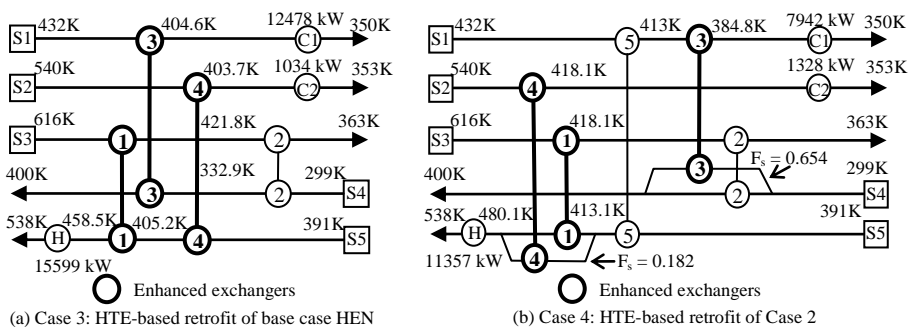 432K 404.6K 12478 kW 350K
S1 3 C1
540K 403.7K 1034 kW 353K
S2 4 C2
616K 421.8K 363K
S3 1 2
400K 332.9K 299K
3 2 S4
538K 458.5K 405.2K 391K
H 1 4 S5
15599 kW
Enhanced exchangers
(a) Case 3: HTE-based retrofit of base case HEN
432K 413K 384.8K 7942 kW 350K
S1 5 3 C1
540K 418.1K 1328 kW 353K
S2 4 C2
616K 418.1K 363K
S3 1 2
Fs = 0.654
400K 3 299K
2 S4
538K 480.1K 413.1K 391K
H 1 5 S5
11357 kW 4 Fs = 0.182
Enhanced exchangers
(b) Case 4: HTE-based retrofit of Case 2